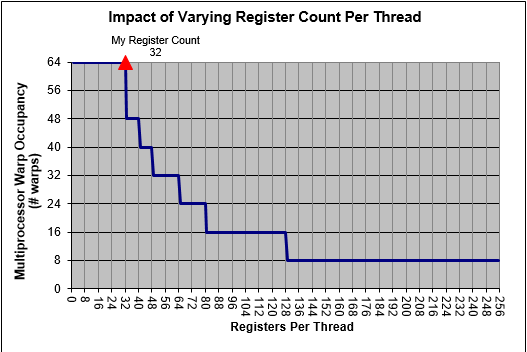 Impact of Varying Register Count Per Thread
My Register Count
32
64
56
48
40
32
24
16
8
0
Multiprocessor Warp Occupancy
(# warps)
0 8 16 24 32 40 48 56 64 72 80 88 96 104 112 120 128 136 144 152 160 168 176 184 192 200 208 216 224 232 240 248 256
Registers Per Thread